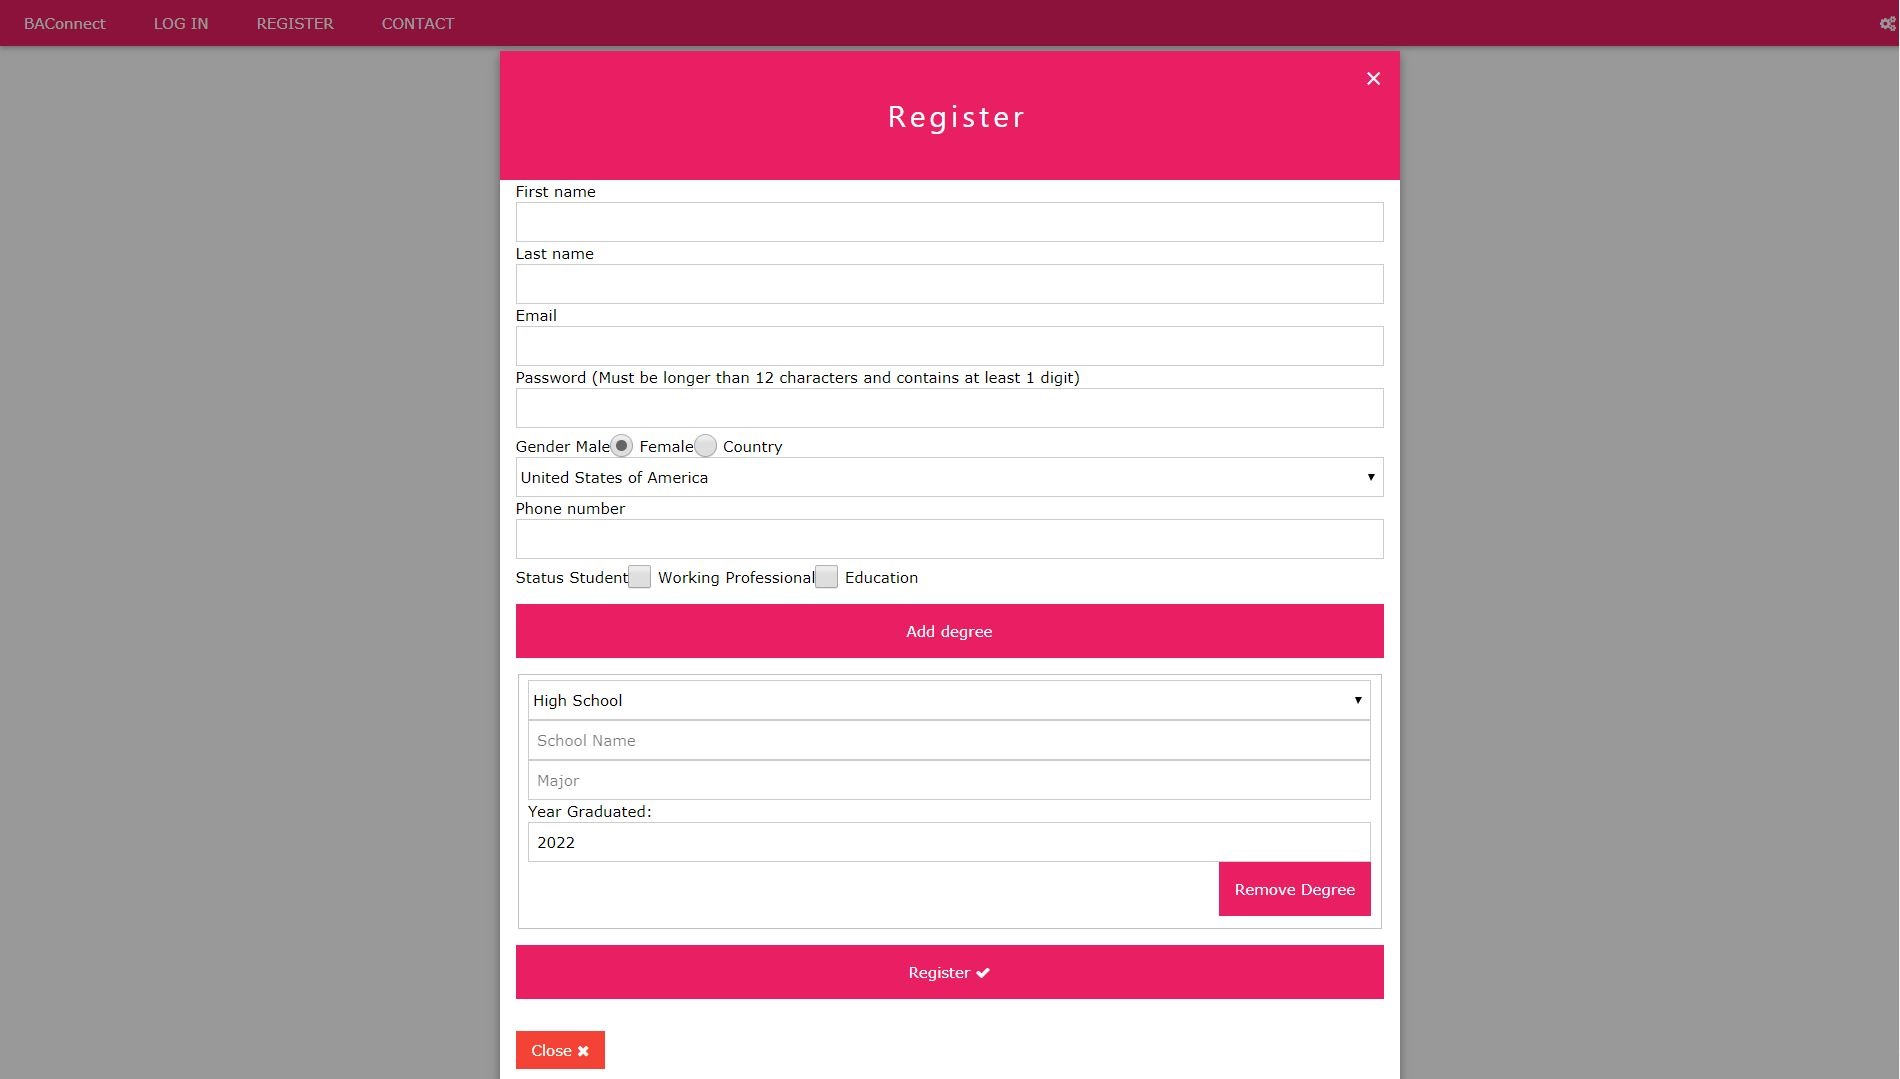 BAConnect LOG IN REGISTER CONTACT
Register
First name
Last name
Email
Password (Must be longer than 12 characters and contains at least 1 digit)
Gender Male Female Country
United States of America
Phone number
Status Student Working Professional Education
Add degree
High School
School Name
Major
Year Graduated:
2022
Remove Degree
Register
Close